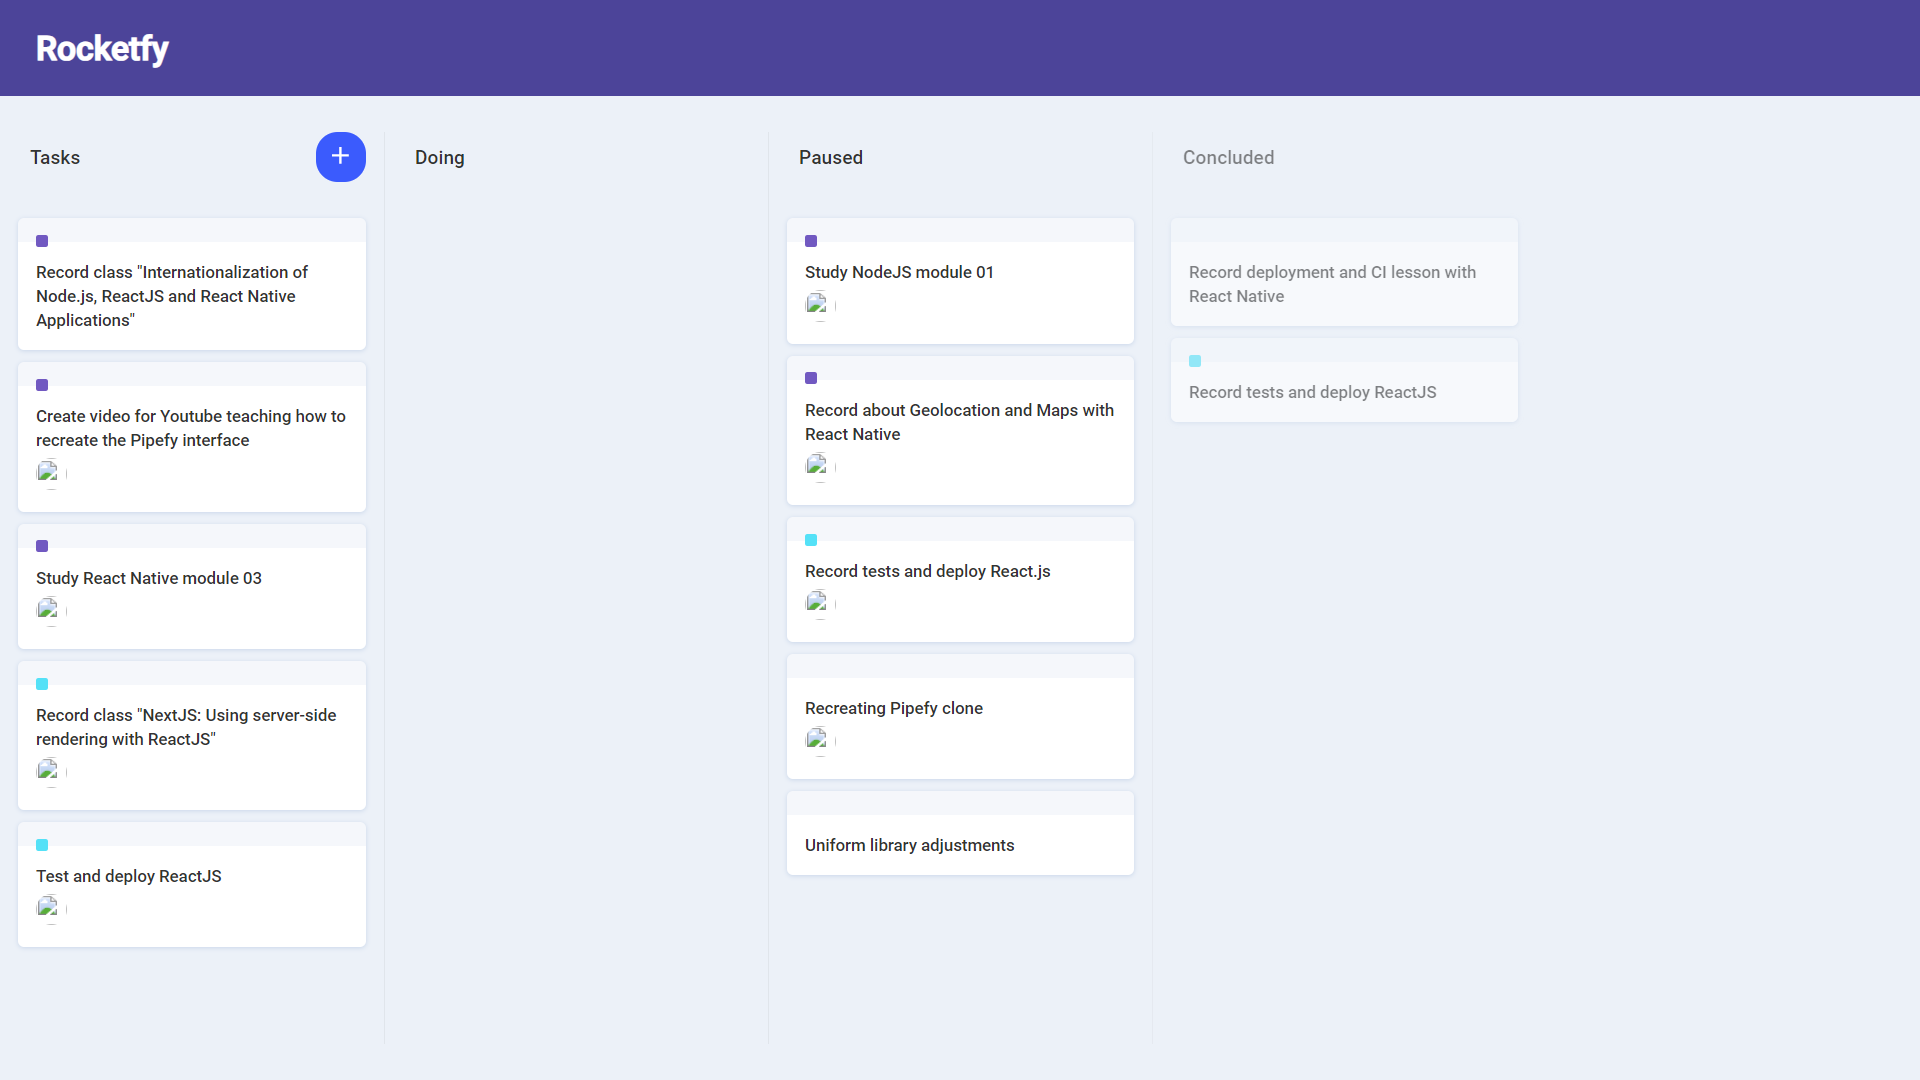 Rocketfy
Tasks
Record class "Internationalization of
Node.js, ReactJS and React Native
Applications"
Create video for Youtube teaching how to
recreate the Pipefy interface
Study React Native module 03
Record class "NextJS: Using server-side
rendering with ReactJS"
Test and deploy ReactJS
Doing
Paused
Study NodeJS module 01
Record about Geolocation and Maps with
React Native
Record tests and deploy React.js
Recreating Pipefy clone
Uniform library adjustments
Concluded
Record deployment and CI lesson with
React Native
Record tests and deploy ReactJS